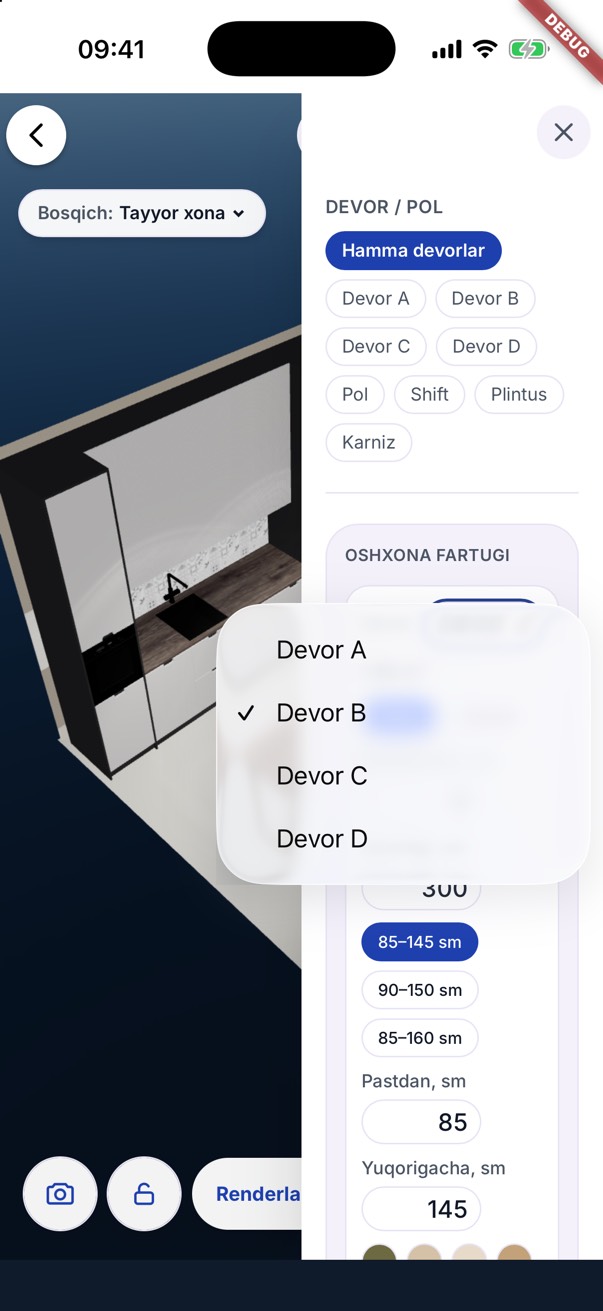 09:41
DEBUG
Bosqich: Tayyor xona
DEVOR / POL
Hamma devorlar
Devor A
Devor B
Devor C
Devor D
Pol
Shift
Plintus
Karniz
OSHXONA FARTUGI
Devor A
Devor B
Devor C
Devor D
300
85–145 sm
90–150 sm
85–160 sm
Pastdan, sm
85
Yuqorigacha, sm
145
Renderla